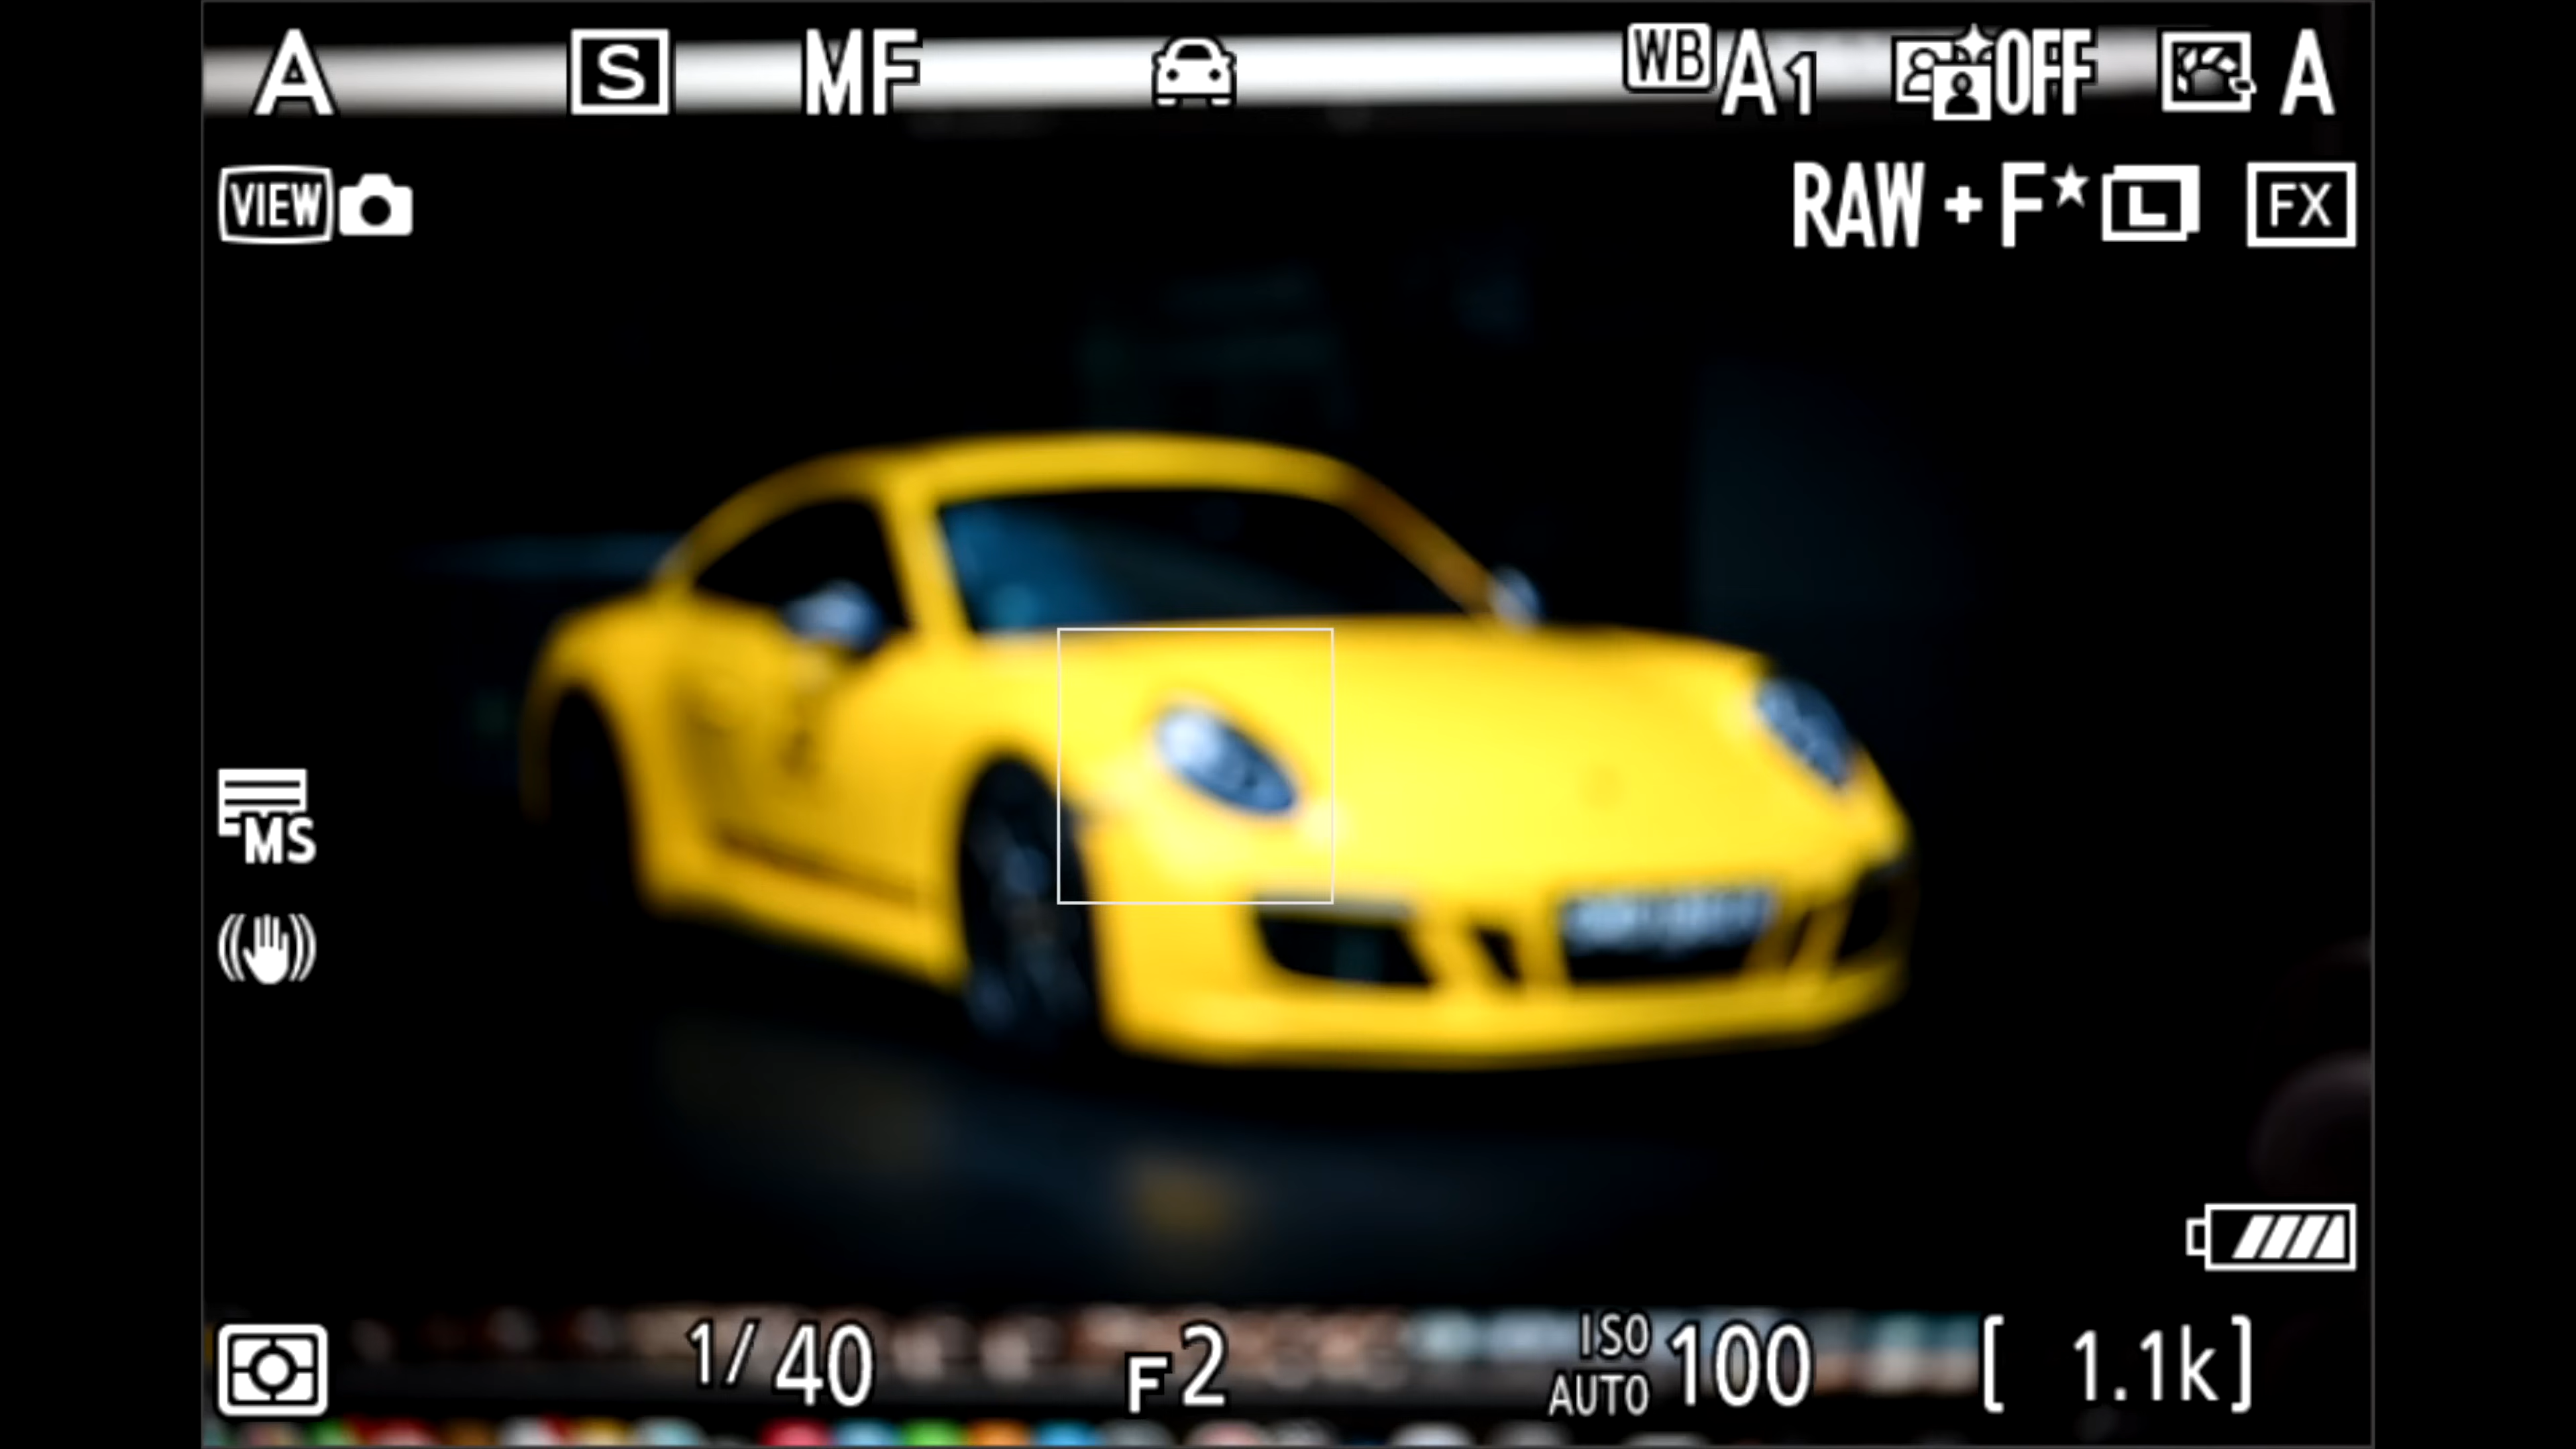 A S MF WB A1 OFF A
VIEW RAW + F★ L FX
MS
1/40 F2 ISO AUTO 100 [ 1.1k]